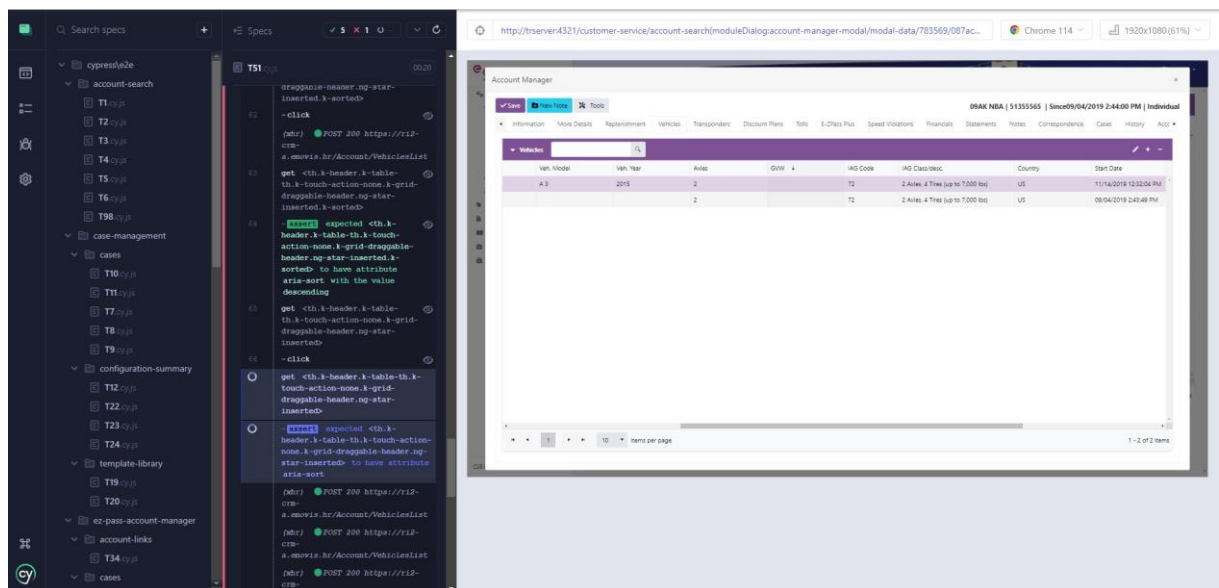 Search specs
+
cypress\e2e
account-search
T1.cy.js
T2.cy.js
T3.cy.js
T4.cy.js
T5.cy.js
T6.cy.js
T98.cy.js
case-management
cases
T10.cy.js
T11.cy.js
T7.cy.js
T8.cy.js
T9.cy.js
configuration-summary
T12.cy.js
T22.cy.js
T23.cy.js
T24.cy.js
template-library
T19.cy.js
T20.cy.js
ez-pass-account-manager
account-links
T34.cy.js
cases
cy
Specs
5 1
T51.cy.js 00:20
draggable-header.ng-star-
inserted.k-sorted>
62 -click
(xhr) POST 200 https://ri2-
crm-
a.emovis.hr/Account/VehiclesList
63 get <th.k-header.k-table-
th.k-touch-action-none.k-grid-
draggable-header.ng-star-
inserted.k-sorted>
64 -assert expected <th.k-
header.k-table-th.k-touch-
action-none.k-grid-draggable-
header.ng-star-inserted.k-
sorted> to have attribute
aria-sort with the value
descending
65 get <th.k-header.k-table-
th.k-touch-action-none.k-grid-
draggable-header.ng-star-
inserted>
66 -click
get <th.k-header.k-table-th.k-
touch-action-none.k-grid-
draggable-header.ng-star-
inserted>
-assert expected <th.k-
header.k-table-th.k-touch-action-
none.k-grid-draggable-header.ng-
star-inserted> to have attribute
aria-sort
(xhr) POST 200 https://ri2-
crm-
a.emovis.hr/Account/VehiclesList
(xhr) POST 200 https://ri2-
crm-
a.emovis.hr/Account/VehiclesList
(xhr) POST 200 https://ri2-
crm-
http://trserver:4321/customer-service/account-search(moduleDialog:account-manager-modal/modal-data/783569/087ac...
Chrome 114
1920x1080 (61%)
Account Manager
Save New Note Tools
09AK NBA | 51355565 | Since09/04/2019 2:44:00 PM | Individual
Information More Details Replenishment Vehicles Transponders Discount Plans Tolls E-ZPass Plus Speed Violations Financials Statements Notes Correspondence Cases History Acc
Vehicles
Veh. Model Veh. Year Axles GVW IAG Code IAG Class/desc. Country Start Date
A 3 2015 2 72 2 Axles, 4 Tires (up to 7,000 lbs) US 11/14/2019 12:32:04 PM
2 72 2 Axles, 4 Tires (up to 7,000 lbs) US 09/04/2019 2:43:49 PM
1 10 items per page 1 - 2 of 2 items